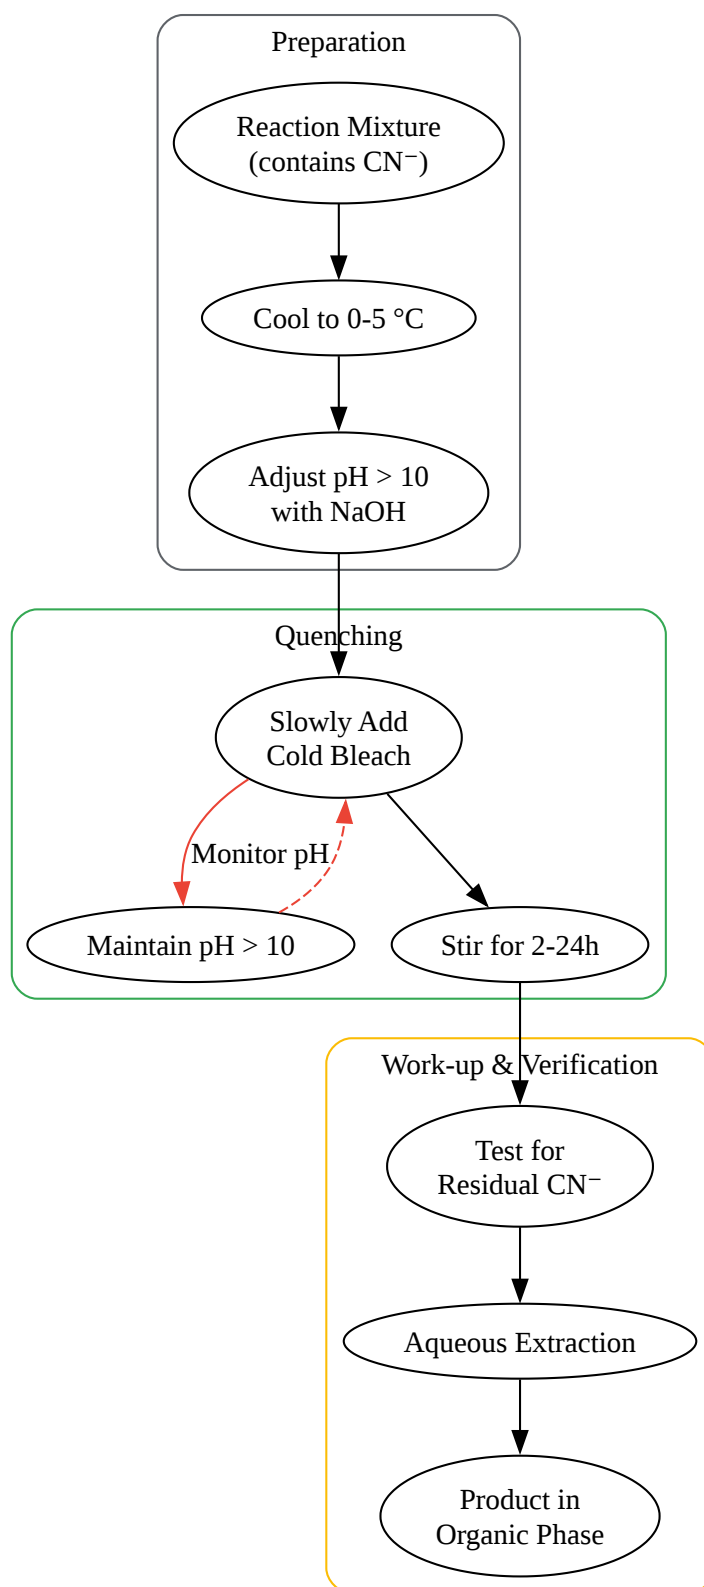 Preparation
Reaction Mixture
(contains CN⁻)
Cool to 0-5 °C
Adjust pH > 10
with NaOH
Quenching
Slowly Add
Cold Bleach
Monitor pH
Maintain pH > 10
Stir for 2-24h
Work-up & Verification
Test for
Residual CN⁻
Aqueous Extraction
Product in
Organic Phase